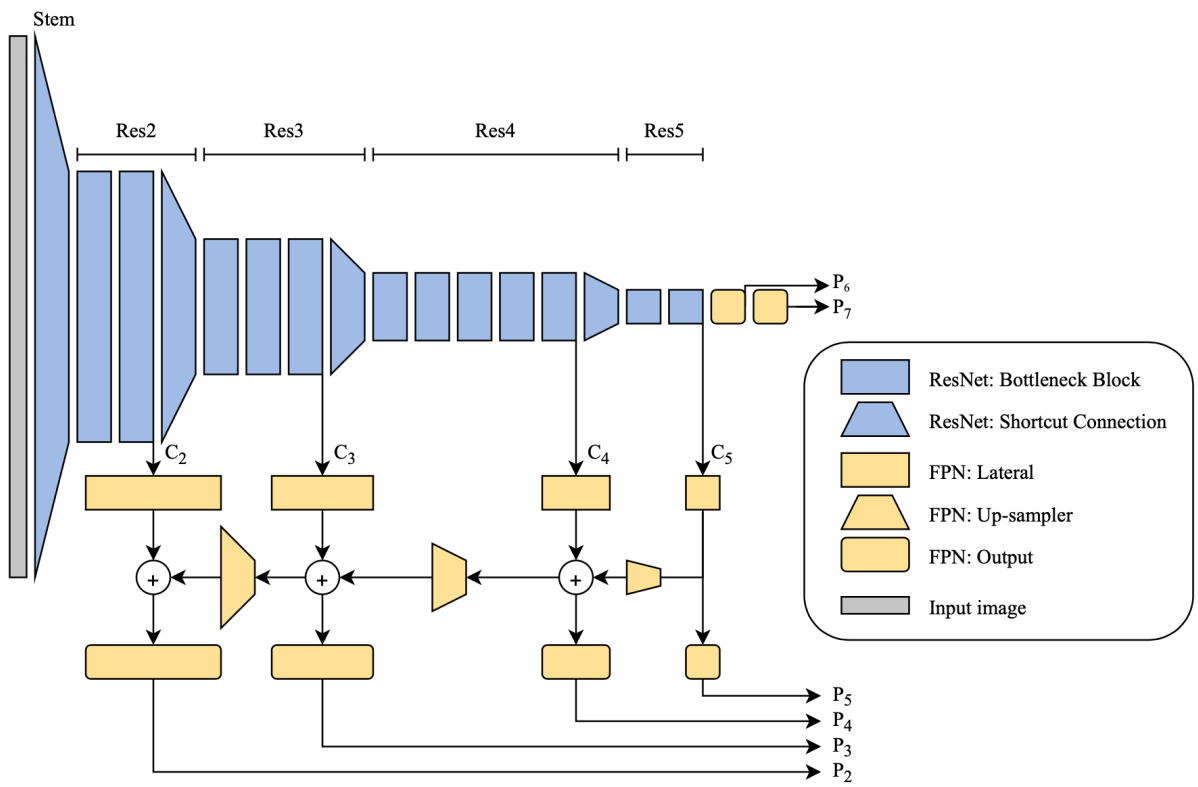 Stem
Res2
Res3
Res4
Res5
P₆
P₇
ResNet: Bottleneck Block
ResNet: Shortcut Connection
C₂
C₃
C₄
C₅
FPN: Lateral
FPN: Up-sampler
FPN: Output
+
+
+
Input image
P₅
P₄
P₃
P₂